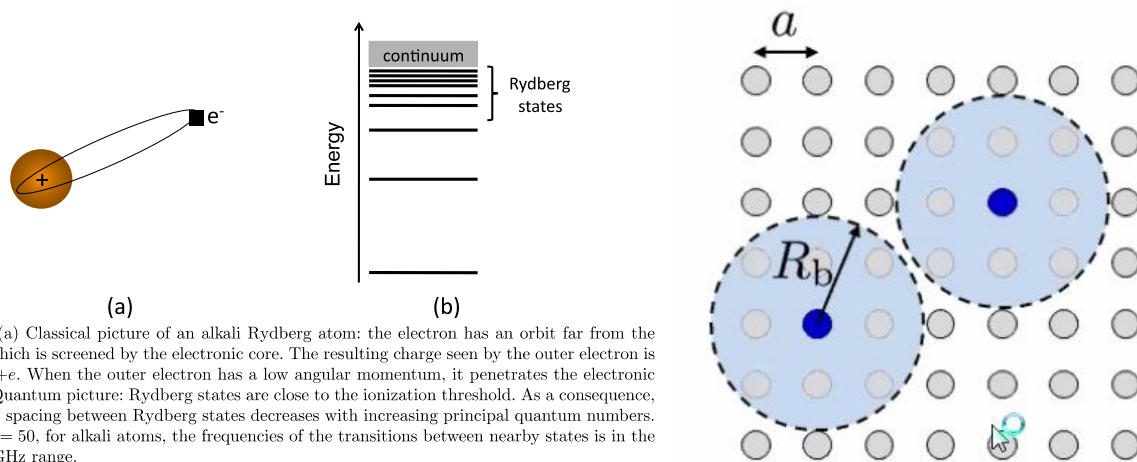 e-
+
(a)
Energy
continuum
Rydberg
states
(b)
(a) Classical picture of an alkali Rydberg atom: the electron has an orbit far from the
which is screened by the electronic core. The resulting charge seen by the outer electron is
+e. When the outer electron has a low angular momentum, it penetrates the electronic
Quantum picture: Rydberg states are close to the ionization threshold. As a consequence,
spacing between Rydberg states decreases with increasing principal quantum numbers.
= 50, for alkali atoms, the frequencies of the transitions between nearby states is in the
GHz range.
a
Rb